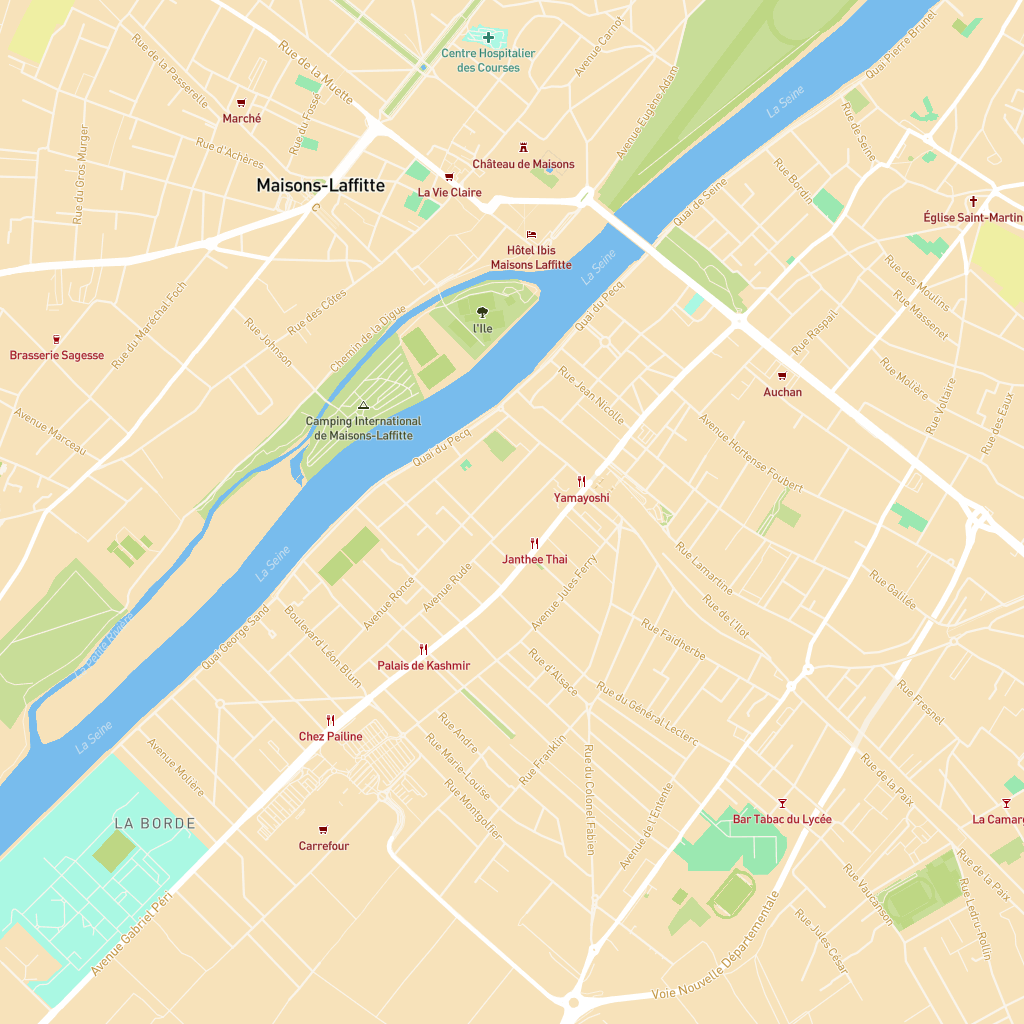 Rue de la Passerelle
Rue de la Muette
Centre Hospitalier
des Courses
Avenue Carnot
Quai Pierre Brunel
Marché
Rue du Fossé
La Seine
Avenue Eugène Adam
Rue de Seine
Rue du Gros Murger
Rue d'Achères
Château de Maisons
Maisons-Laffitte
La Vie Claire
Rue Bordin
Quai de Seine
Église Saint-Martin
Hôtel Ibis
Maisons Laffitte
La Seine
Rue des Moulins
Rue Massenet
Rue du Maréchal Foch
Rue des Côtes
Chemin de la Digue
l'Ile
Quai du Pecq
Rue Johnson
Rue Raspail
Brasserie Sagesse
Auchan
Rue Molière
Rue Voltaire
Rue des Eaux
Rue Jean Nicolle
Avenue Marceau
Camping International
de Maisons-Laffitte
Quai du Pecq
Avenue Hortense Foubert
Yamayoshi
Janthee Thai
La Seine
Avenue Ronce
Avenue Rude
Avenue Jules Ferry
Rue Lamartine
Rue Galilée
Rue de l'Ilot
La Petite Rivière
Quai George Sand
Boulevard Léon Blum
Rue Faidherbe
Palais de Kashmir
Rue d'Alsace
Rue du Général Leclerc
Rue Fresnel
La Seine
Chez Pailine
Rue Andre
Rue Marie-Louise
Rue Montgolfier
Rue Franklin
Avenue Molière
Rue du Colonel Fabien
Avenue de l'Entente
Rue de la Paix
LA BORDE
Carrefour
Bar Tabac du Lycée
La Camarg
Rue Vaucanson
Rue de la Paix
Rue Ledru-Rollin
Avenue Gabriel Péri
Rue Jules César
Voie Nouvelle Départementale